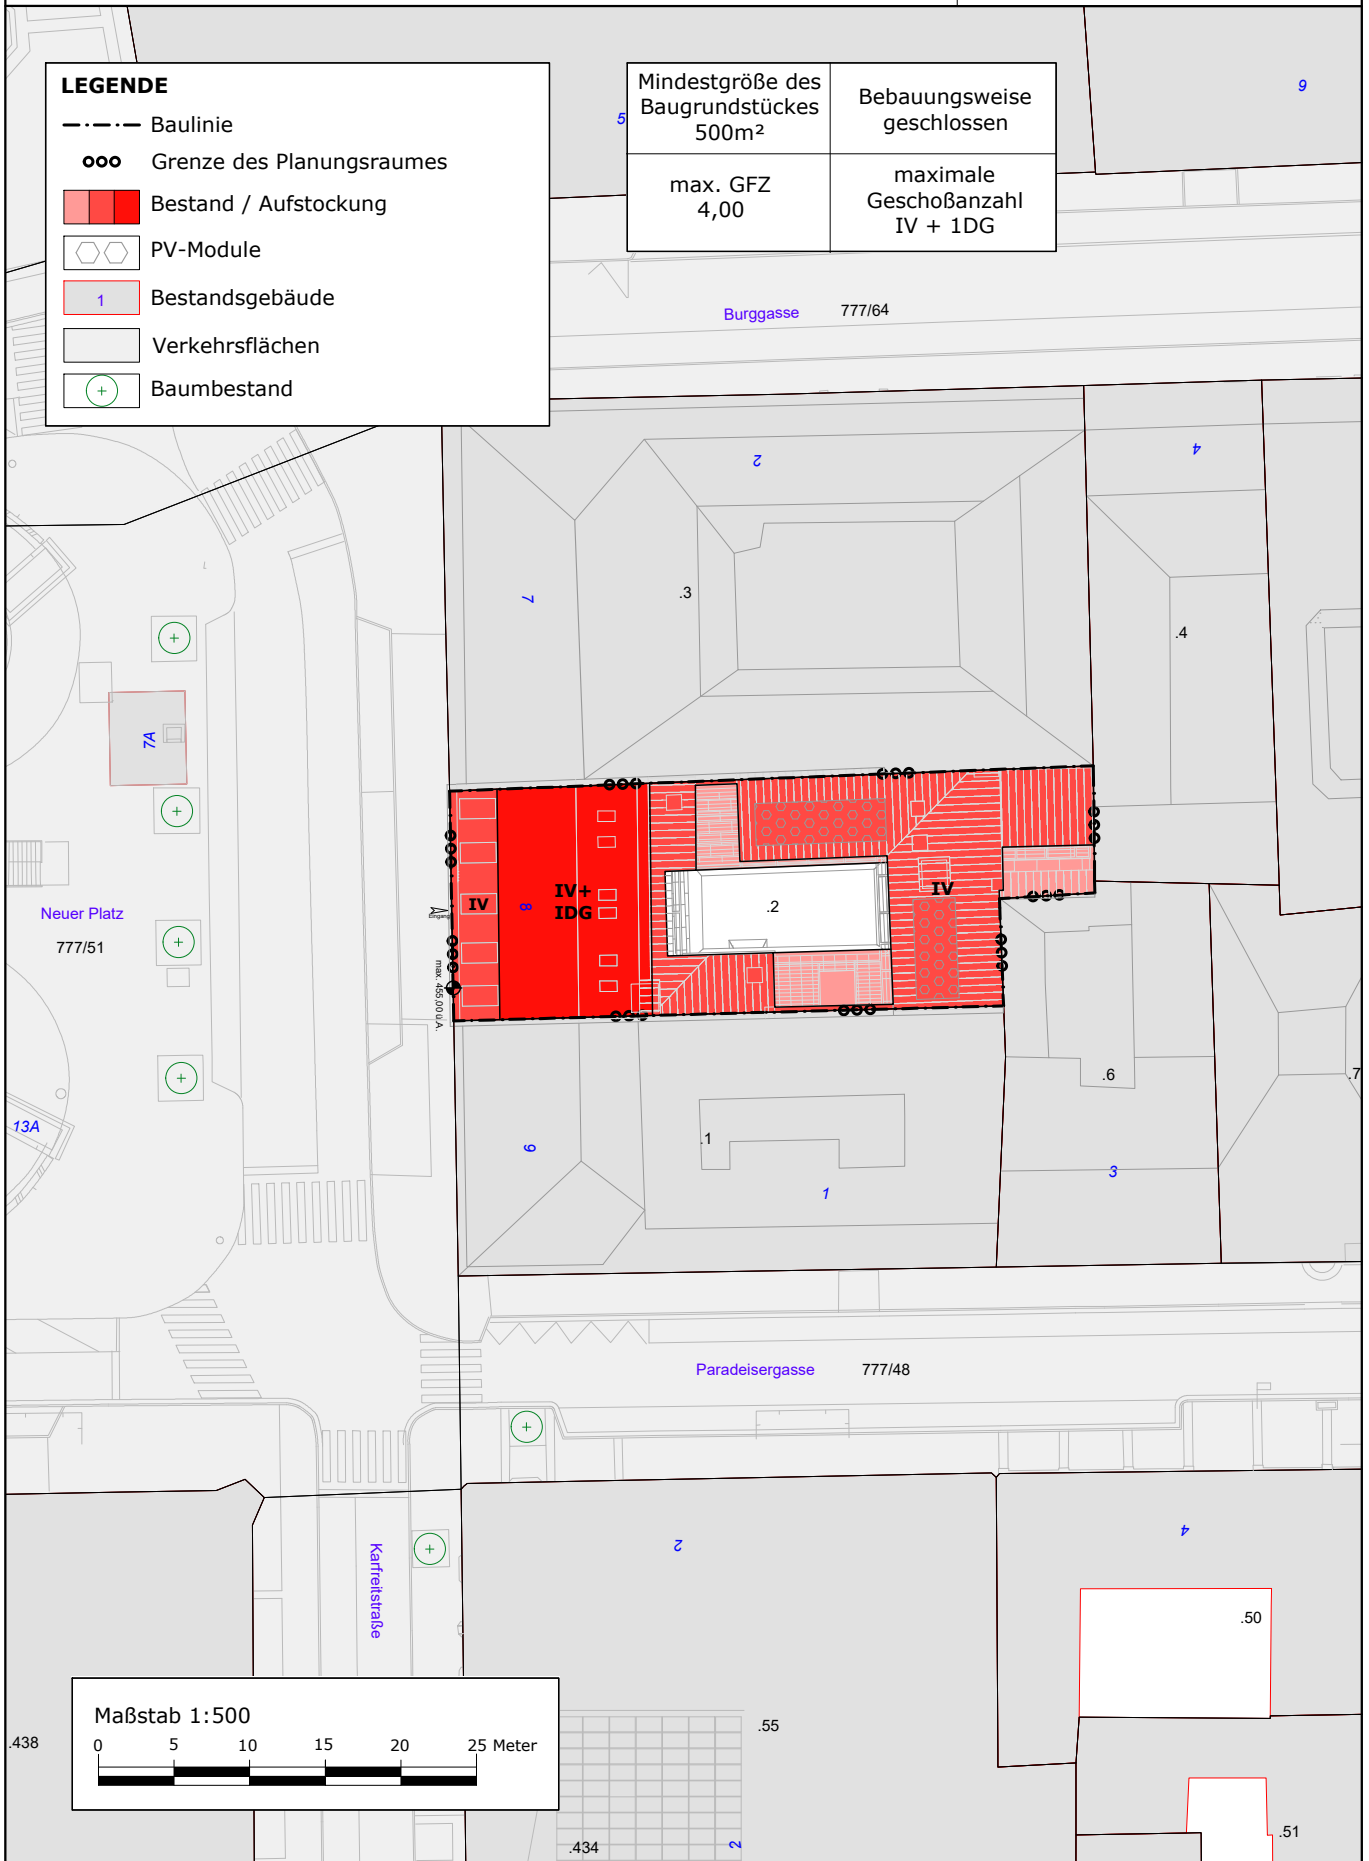 LEGENDE
Baulinie
Grenze des Planungsraumes
Bestand / Aufstockung
PV-Module
1
Bestandsgebäude
Verkehrsflächen
Baumbestand
Mindestgröße des
Baugrundstückes
500m²
Bebauungsweise
geschlossen
max. GFZ
4,00
maximale
Geschoßanzahl
IV + 1DG
5
6
Burggasse
777/64
2
4
7
.3
.4
7A
Neuer Platz
777/51
IV
8
IV+
IDG
.2
IV
Eingang
max. 455,00 ü.A.
13A
9
.1
1
.6
3
.7
Paradeisergasse
777/48
Karfreitstraße
2
4
.50
.55
.51
.438
.434
2
Maßstab 1:500
0 5 10 15 20 25 Meter